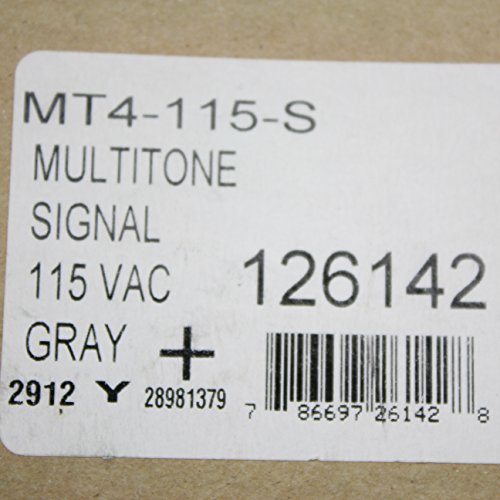 MT4-115-S
MULTITONE
SIGNAL
115 VAC
126142
GRAY +
2912 Y 28981379
7 86697 26142 8